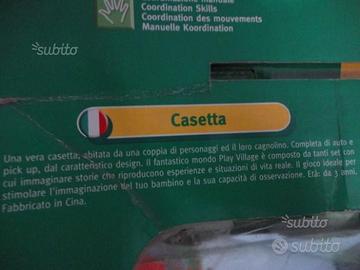 Coordination Skills
Coordination des mouvements
Manuelle Koordination
subito
subito
Casetta
Una vera casetta, abitata da una coppia di personaggi ed il loro cagnolino. Completa di auto e
pick up, dal caratteristico design. Il fantastico mondo Play Village è composto da tanti set con
cui immaginare storie che riproducono esperienze e situazioni di vita reale. Il gioco ideale per
stimolare l'immaginazione del tuo bambino e la sua capacità di osservazione. Età: da 3 anni.
Fabbricato in Cina.
subito
subito